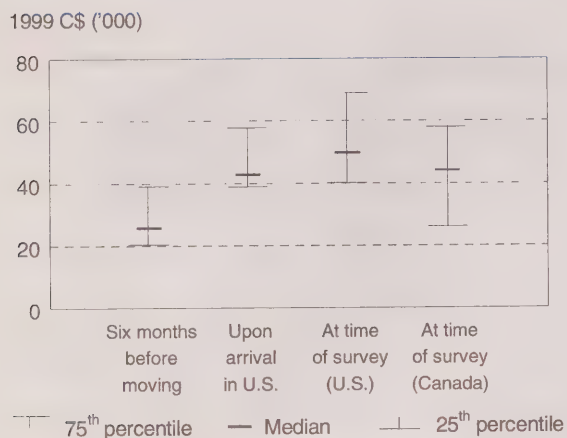 1999 C$ ('000)
80
60
40
20
0
Six months before moving
Upon arrival in U.S.
At time of survey (U.S.)
At time of survey (Canada)
75th percentile
Median
25th percentile